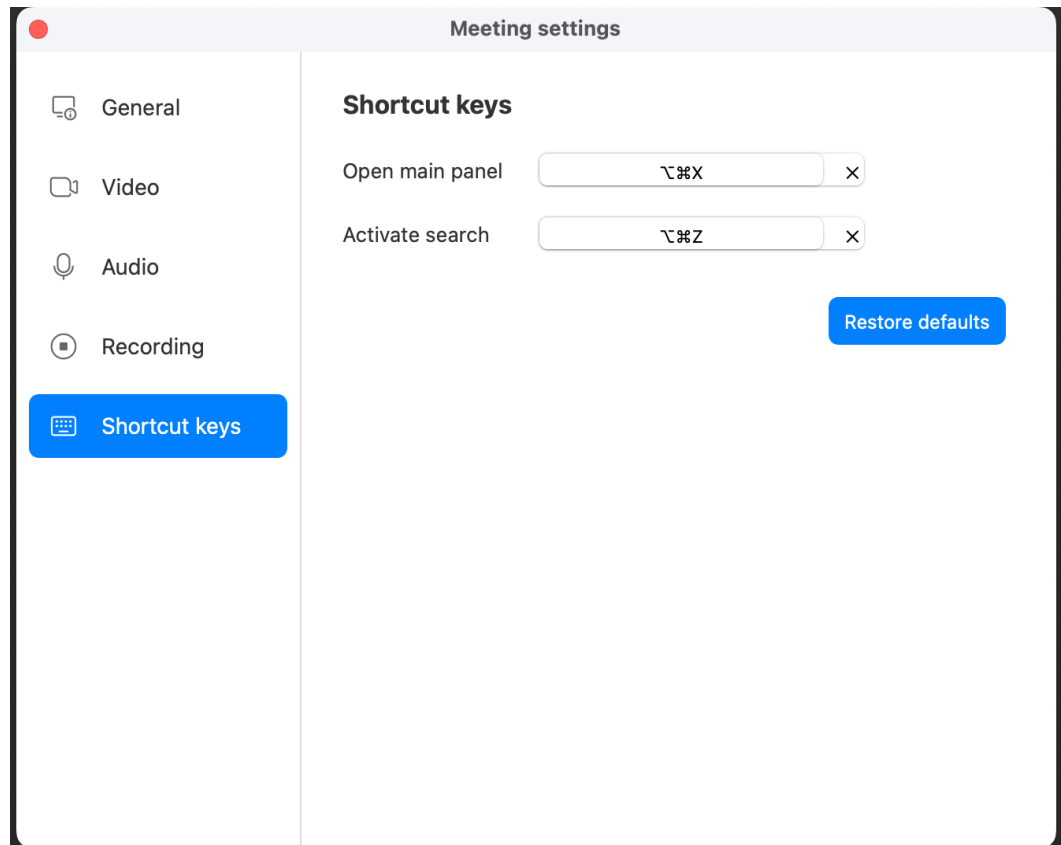 Meeting settings
General
Video
Audio
Recording
Shortcut keys
Shortcut keys
Open main panel ⌥⌘X
Activate search ⌥⌘Z
Restore defaults